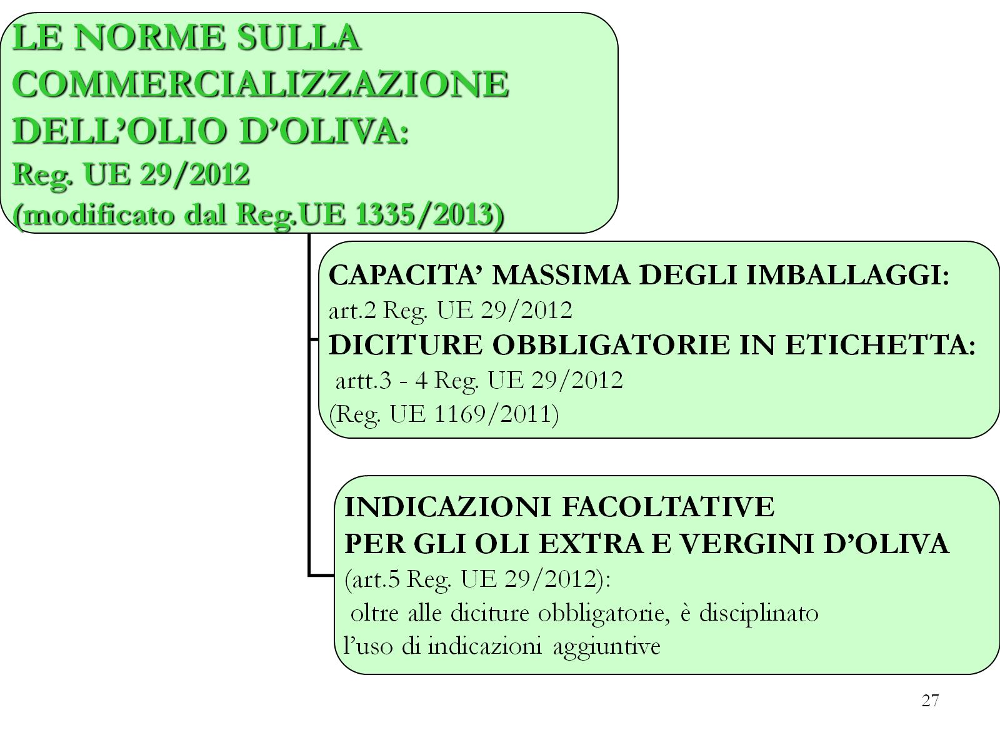 LE NORME SULLA
COMMERCIALIZZAZIONE
DELL’OLIO D’OLIVA:
Reg. UE 29/2012
(modificato dal Reg.UE 1335/2013)
CAPACITA’ MASSIMA DEGLI IMBALLAGGI:
art.2 Reg. UE 29/2012
DICITURE OBBLIGATORIE IN ETICHETTA:
artt.3 - 4 Reg. UE 29/2012
(Reg. UE 1169/2011)
INDICAZIONI FACOLTATIVE
PER GLI OLI EXTRA E VERGINI D’OLIVA
(art.5 Reg. UE 29/2012):
oltre alle diciture obbligatorie, è disciplinato
l’uso di indicazioni aggiuntive
27